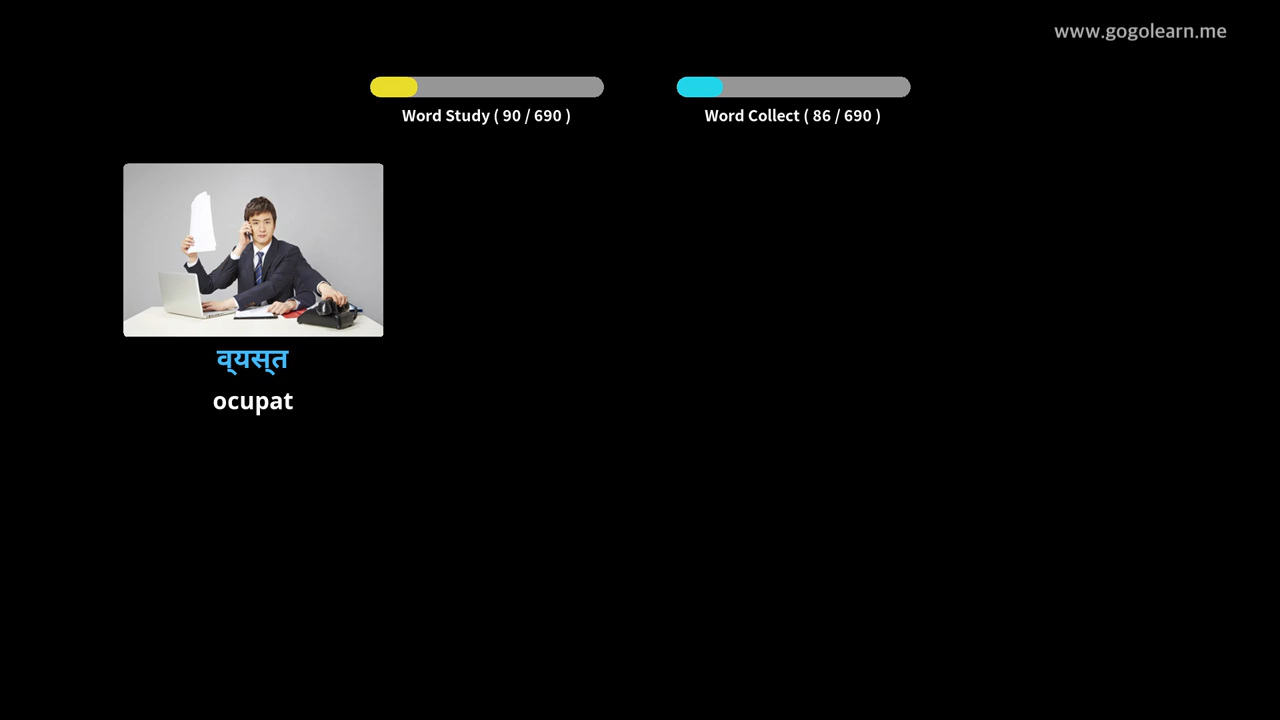 www.gogolearn.me
Word Study ( 90 / 690 )
Word Collect ( 86 / 690 )
व्‌यस्‌त
ocupat